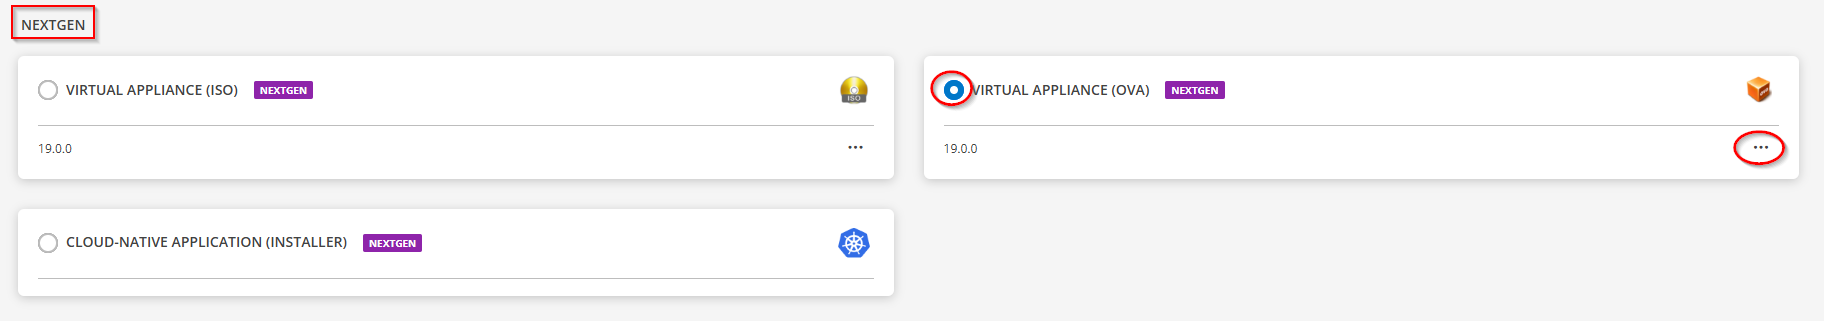 NEXTGEN
VIRTUAL APPLIANCE (ISO) NEXTGEN
ISO
19.0.0
VIRTUAL APPLIANCE (OVA) NEXTGEN
19.0.0
CLOUD-NATIVE APPLICATION (INSTALLER) NEXTGEN